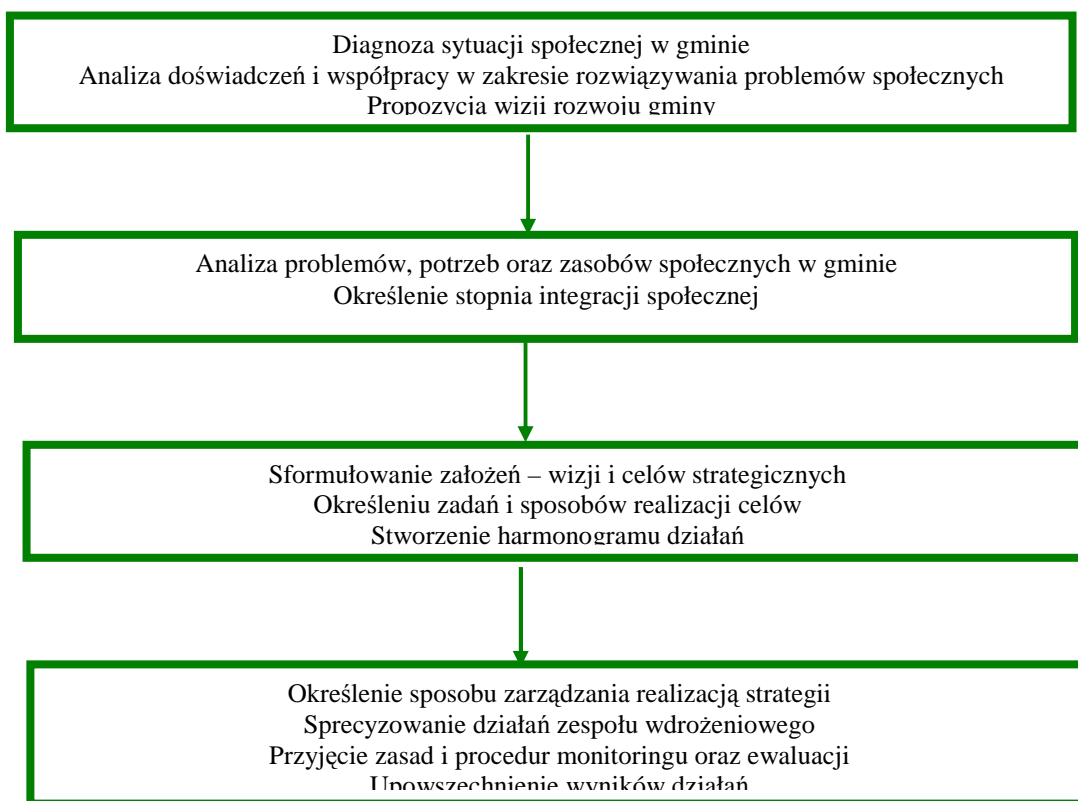 Diagnoza sytuacji społecznej w gminie
Analiza doświadczeń i współpracy w zakresie rozwiązywania problemów społecznych
Propozycja wizii rozwoju gminy
Analiza problemów, potrzeb oraz zasobów społecznych w gminie
Określenie stopnia integracji społecznej
Sformułowanie założeń – wizji i celów strategicznych
Określeniu zadań i sposobów realizacji celów
Stworzenie harmonogramu działań
Określenie sposobu zarządzania realizacją strategii
Sprecyzowanie działań zespołu wdrożeniowego
Przyjęcie zasad i procedur monitoringu oraz ewaluacji
Upowszechnienie wyników działań